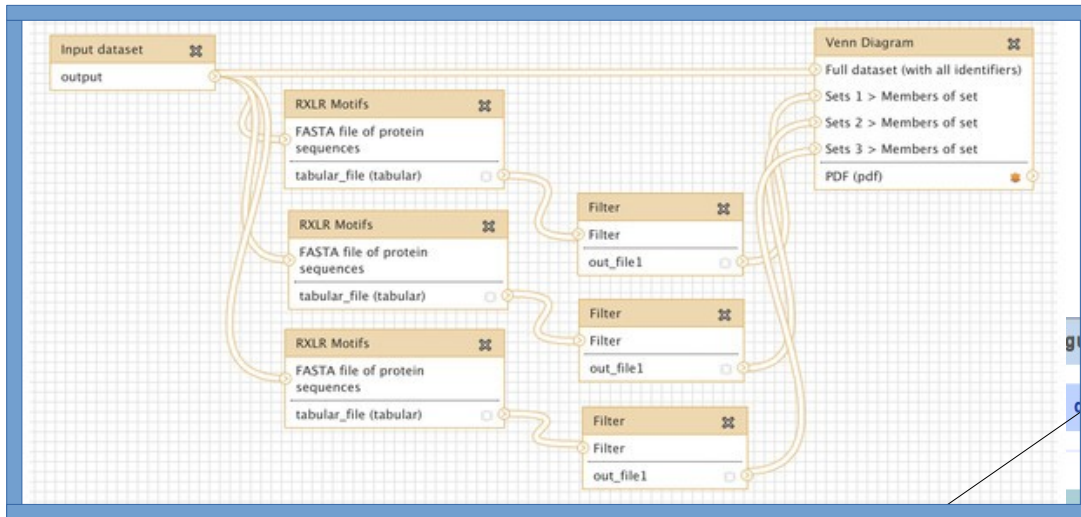 Input dataset
output
RXLR Motifs
FASTA file of protein
sequences
tabular_file (tabular)
RXLR Motifs
FASTA file of protein
sequences
tabular_file (tabular)
RXLR Motifs
FASTA file of protein
sequences
tabular_file (tabular)
Filter
Filter
out_file1
Filter
Filter
out_file1
Filter
Filter
out_file1
Venn Diagram
Full dataset (with all identifiers)
Sets 1 > Members of set
Sets 2 > Members of set
Sets 3 > Members of set
PDF (pdf)